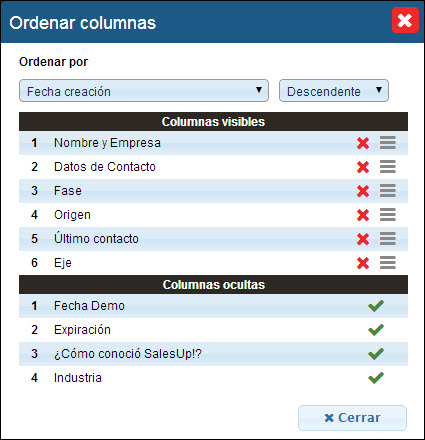 Ordenar columnas
Ordenar por
Fecha creación Descendente
Columnas visibles
1 Nombre y Empresa
2 Datos de Contacto
3 Fase
4 Origen
5 Último contacto
6 Eje
Columnas ocultas
1 Fecha Demo
2 Expiración
3 ¿Cómo conoció SalesUp!?
4 Industria
Cerrar